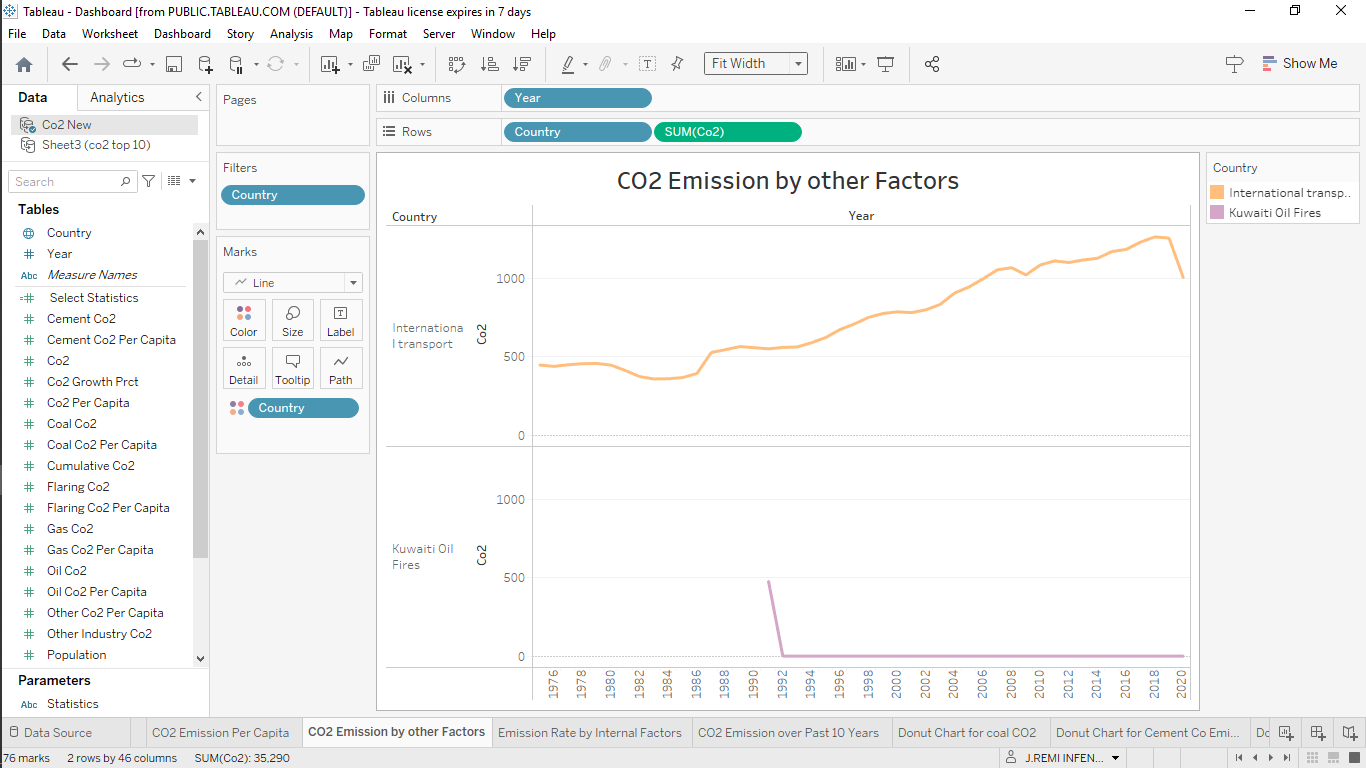 Tableau - Dashboard [from PUBLIC.TABLEAU.COM (DEFAULT)] - Tableau license expires in 7 days
File Data Worksheet Dashboard Story Analysis Map Format Server Window Help
Fit Width
Show Me
Data Analytics
Co2 New
Sheet3 (co2 top 10)
Search
Tables
Country
Year
Abc Measure Names
Select Statistics
Cement Co2
Cement Co2 Per Capita
Co2
Co2 Growth Prct
Co2 Per Capita
Coal Co2
Coal Co2 Per Capita
Cumulative Co2
Flaring Co2
Flaring Co2 Per Capita
Gas Co2
Gas Co2 Per Capita
Oil Co2
Oil Co2 Per Capita
Other Co2 Per Capita
Other Industry Co2
Population
Parameters
Abc Statistics
Pages
Filters
Country
Marks
Line
Color Size Label
Detail Tooltip Path
Country
Columns Year
Rows Country SUM(Co2)
CO2 Emission by other Factors
Country Year
Internationa
l transport
Co2
1000
500
0
Kuwaiti Oil
Fires
Co2
1000
500
0
1976 1978 1980 1982 1984 1986 1988 1990 1992 1994 1996 1998 2000 2002 2004 2006 2008 2010 2012 2014 2016 2018 2020
Country
International transp..
Kuwaiti Oil Fires
Data Source CO2 Emission Per Capita CO2 Emission by other Factors Emission Rate by Internal Factors CO2 Emission over Past 10 Years Donut Chart for coal CO2 Donut Chart for Cement Co Emi... Do
76 marks 2 rows by 46 columns SUM(Co2): 35,290 J.REMI INFEN...